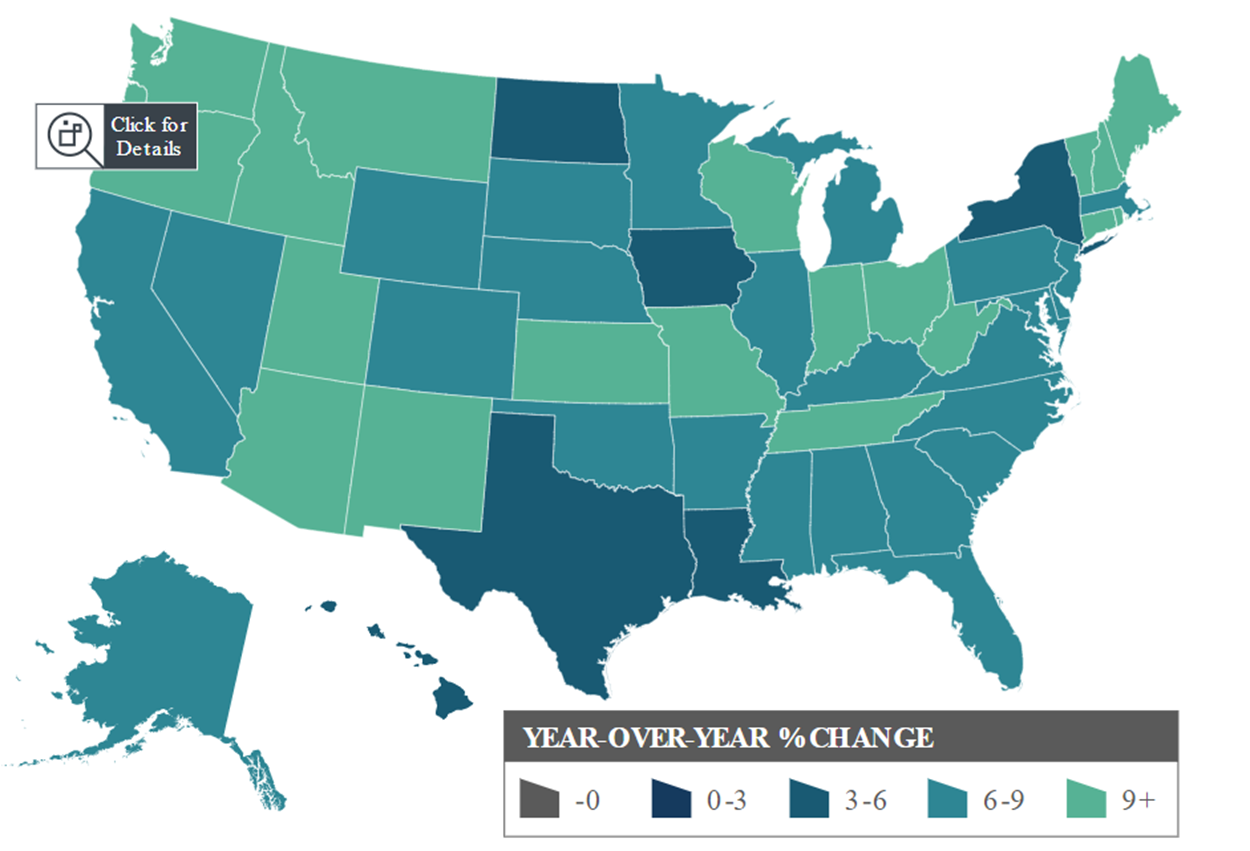 Click for
Details
YEAR-OVER-YEAR %CHANGE
-0
0-3
3-6
6-9
9+